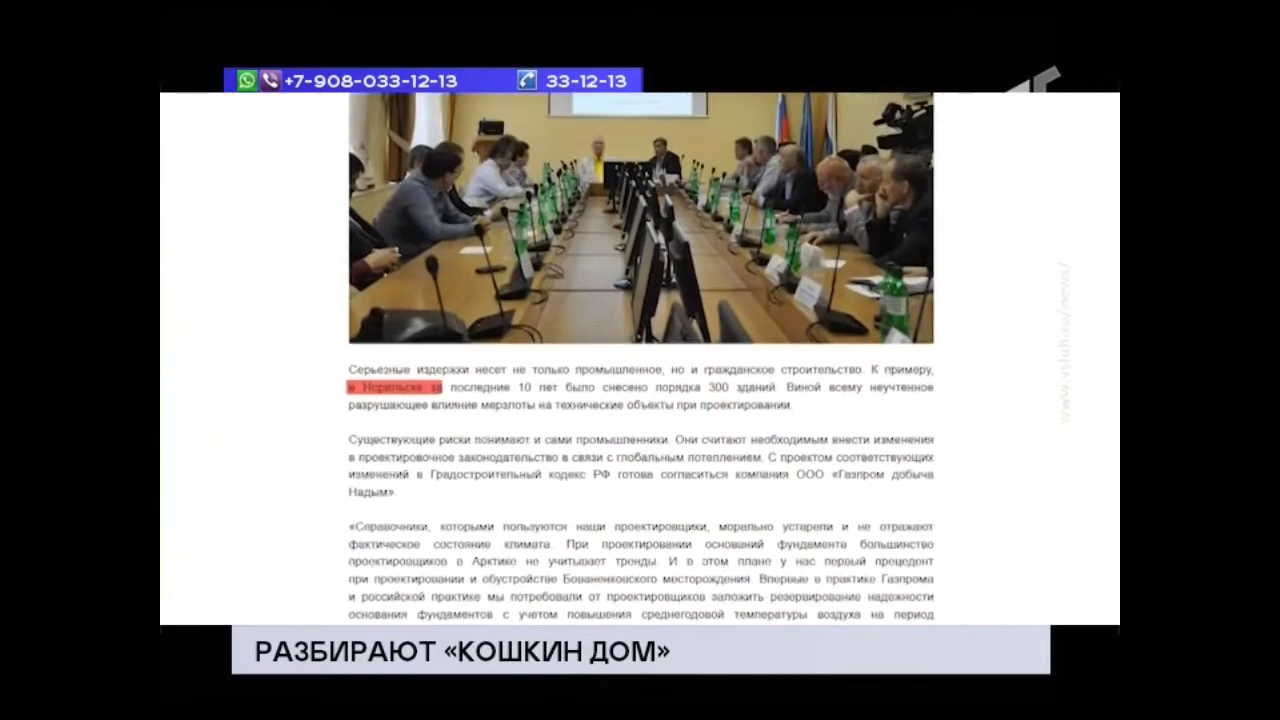 +7-908-033-12-13 33-12-13
Серьезные издержки несет не только промышленное, но и гражданское строительство. К примеру,
в Норильске за последние 10 лет было снесено порядка 300 зданий. Виной всему неучтенное
разрушающее влияние мерзлоты на технические объекты при проектировании.
Существующие риски понимают и сами промышленники. Они считают необходимым внести изменения
в проектировочное законодательство в связи с глобальным потеплением. С проектом соответствующих
изменений в Градостроительный кодекс РФ готова согласиться компания ООО «Газпром добыча
Надым».
«Справочники, которыми пользуются наши проектировщики, морально устарели и не отражают
фактическое состояние климата. При проектировании оснований фундамента большинство
проектировщиков в Арктике не учитывает тренды. И в этом плане у нас первый прецедент
при проектировании и обустройстве Бованенковского месторождения. Впервые в практике Газпрома
и российской практике мы потребовали от проектировщиков заложить резервирование надежности
основания фундаментов с учетом повышения среднегодовой температуры воздуха на период
www.vsluh.ru/news/
РАЗБИРАЮТ «КОШКИН ДОМ»